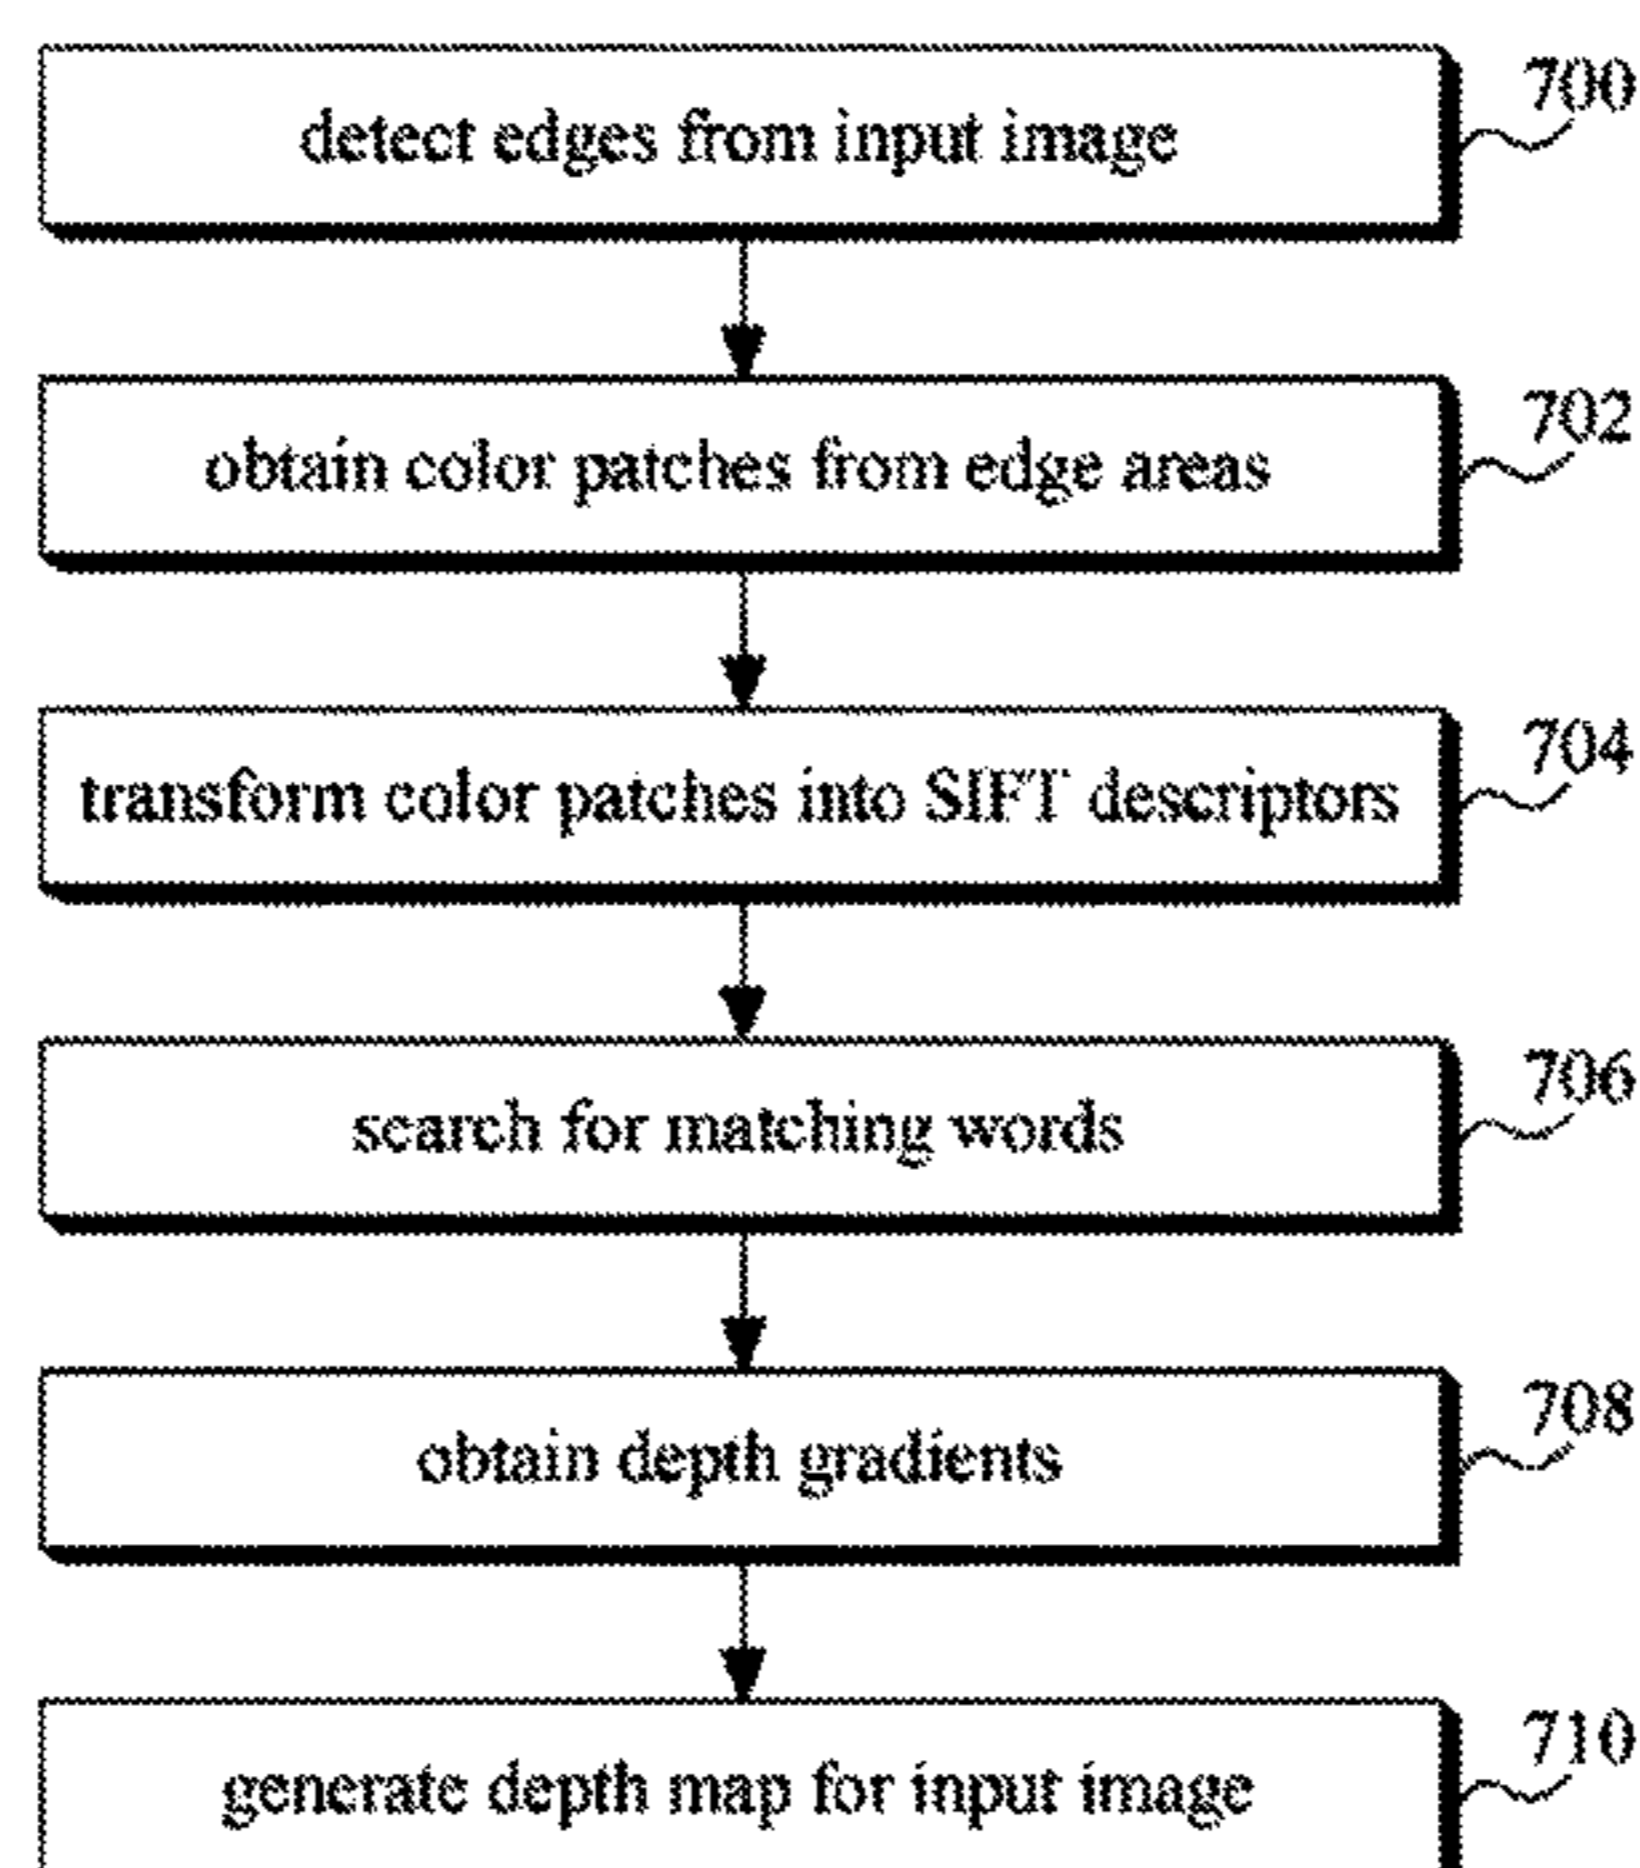 detect edges from input image
700
obtain color patches from edge areas
702
transform color patches into SIFT descriptors
704
search for matching words
706
obtain depth gradients
708
generate depth map for input image
710